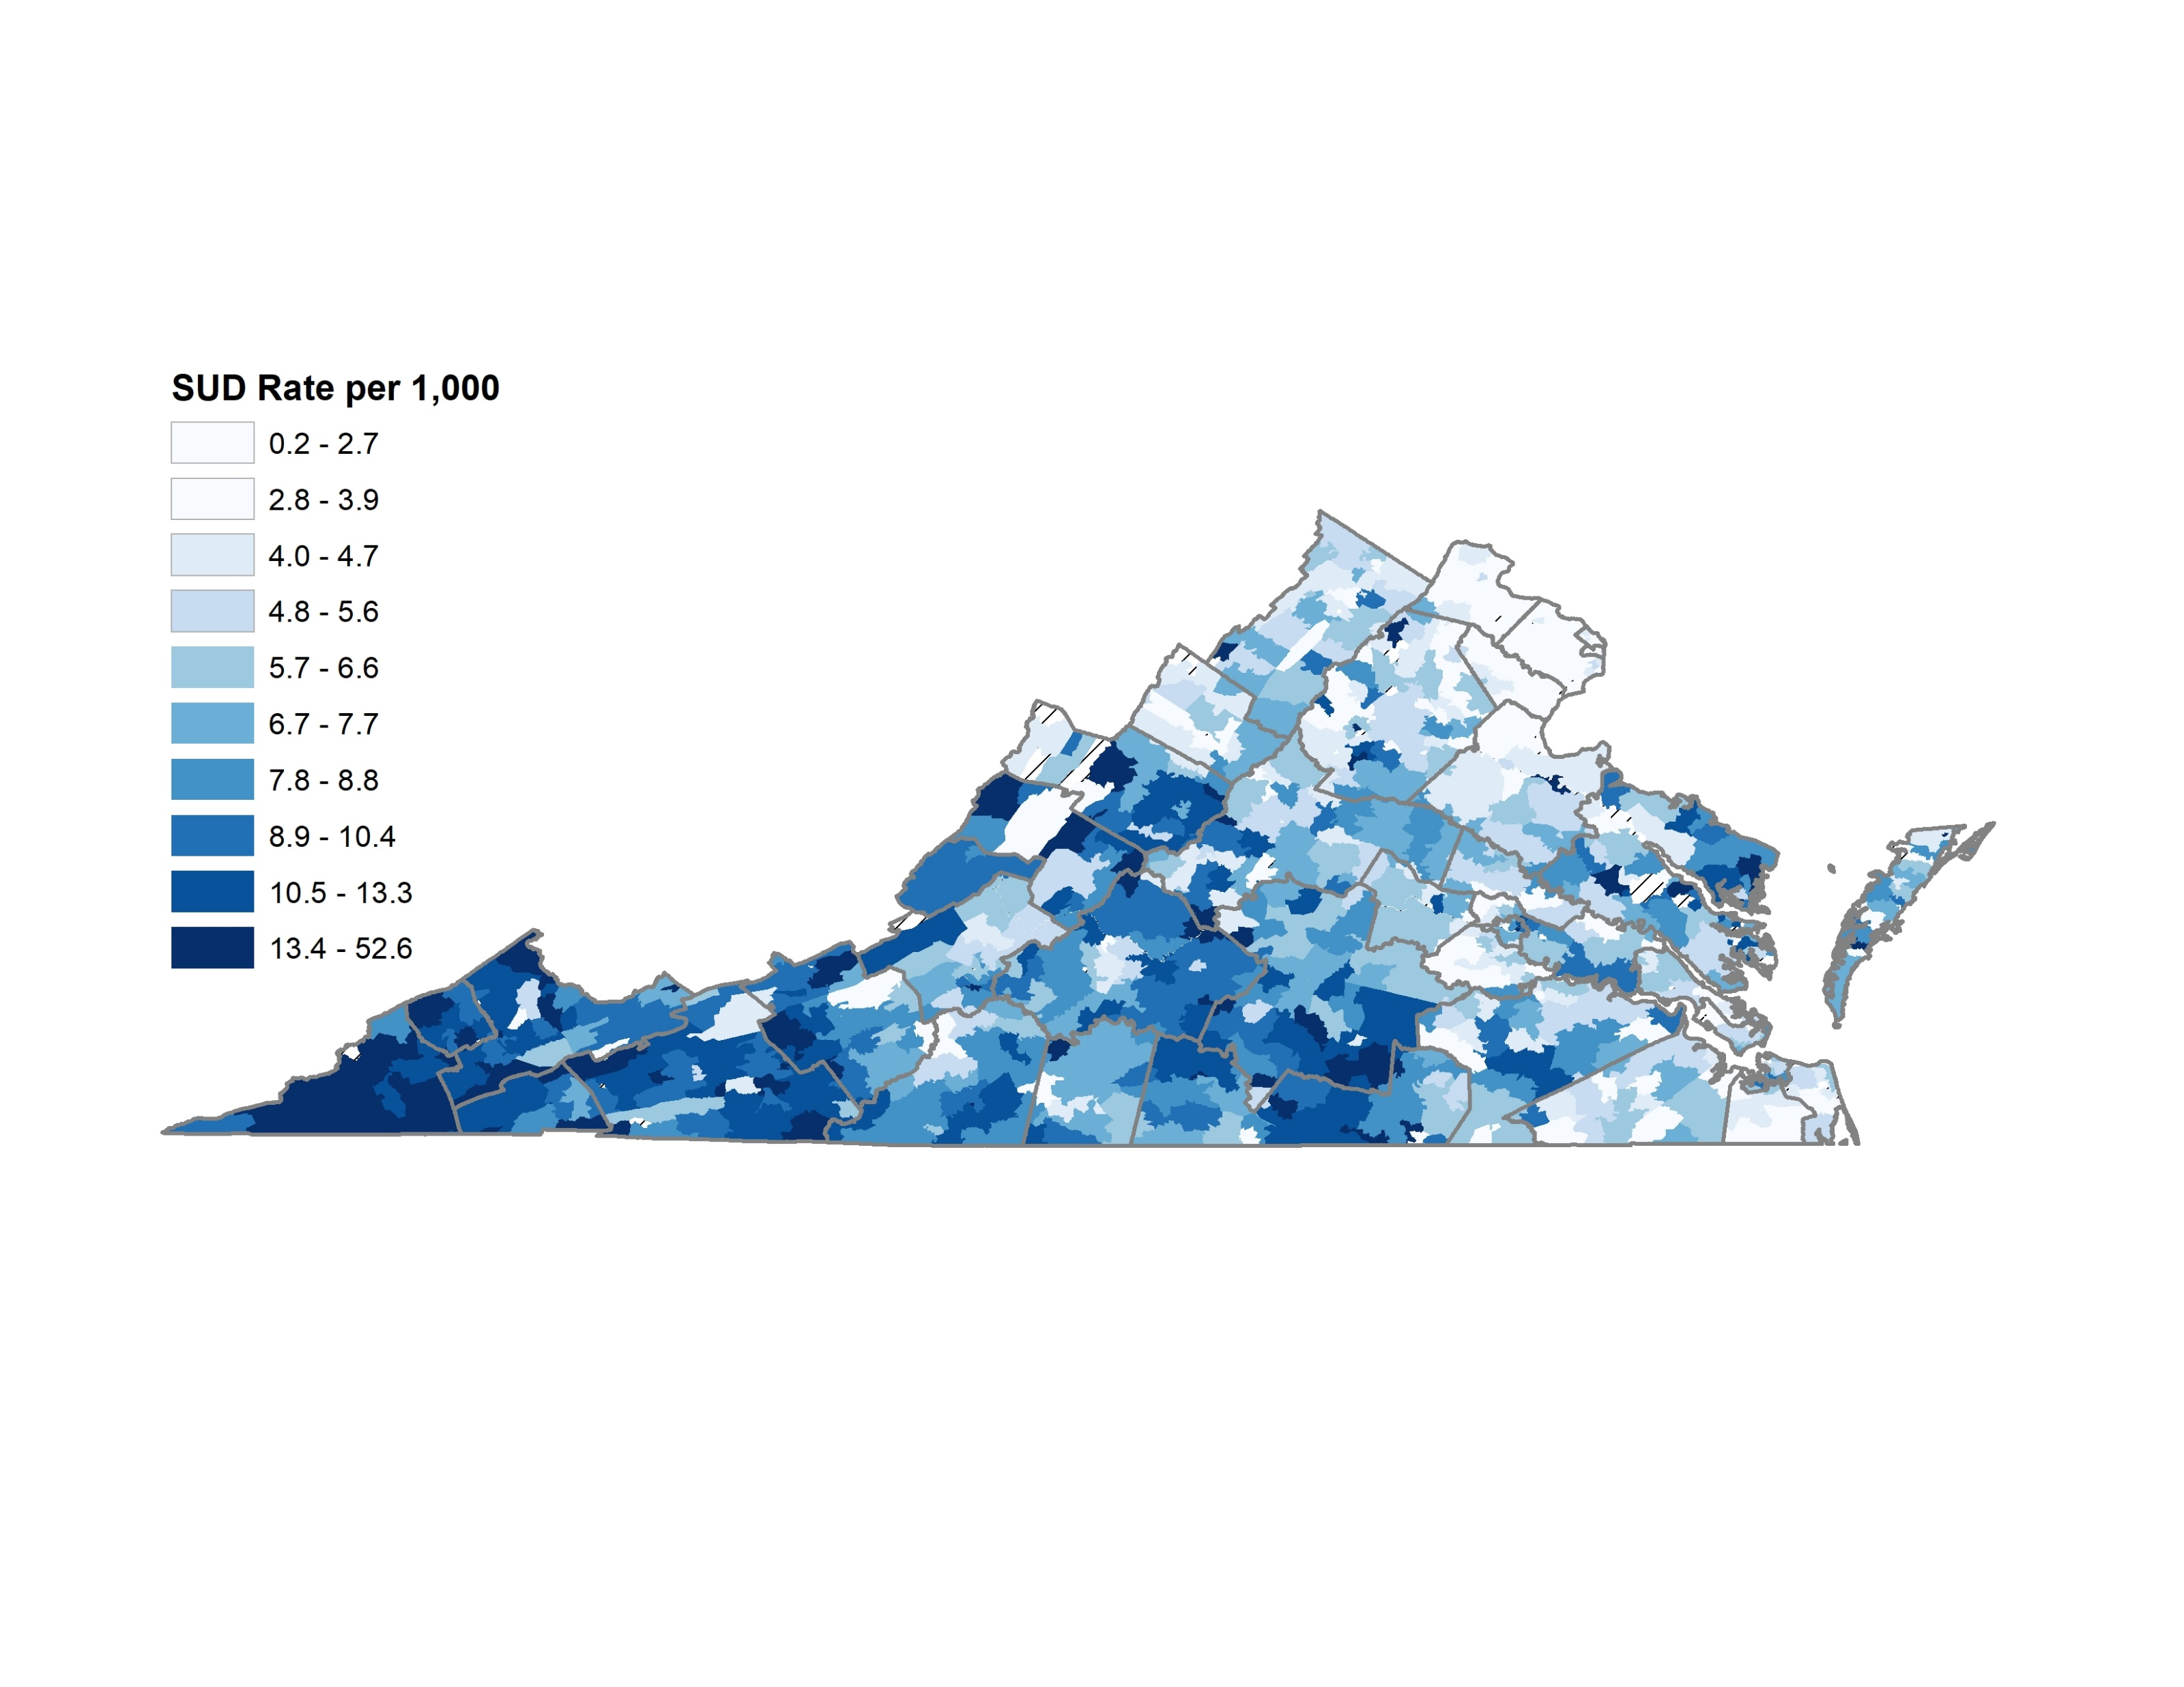 SUD Rate per 1,000
0.2 - 2.7
2.8 - 3.9
4.0 - 4.7
4.8 - 5.6
5.7 - 6.6
6.7 - 7.7
7.8 - 8.8
8.9 - 10.4
10.5 - 13.3
13.4 - 52.6